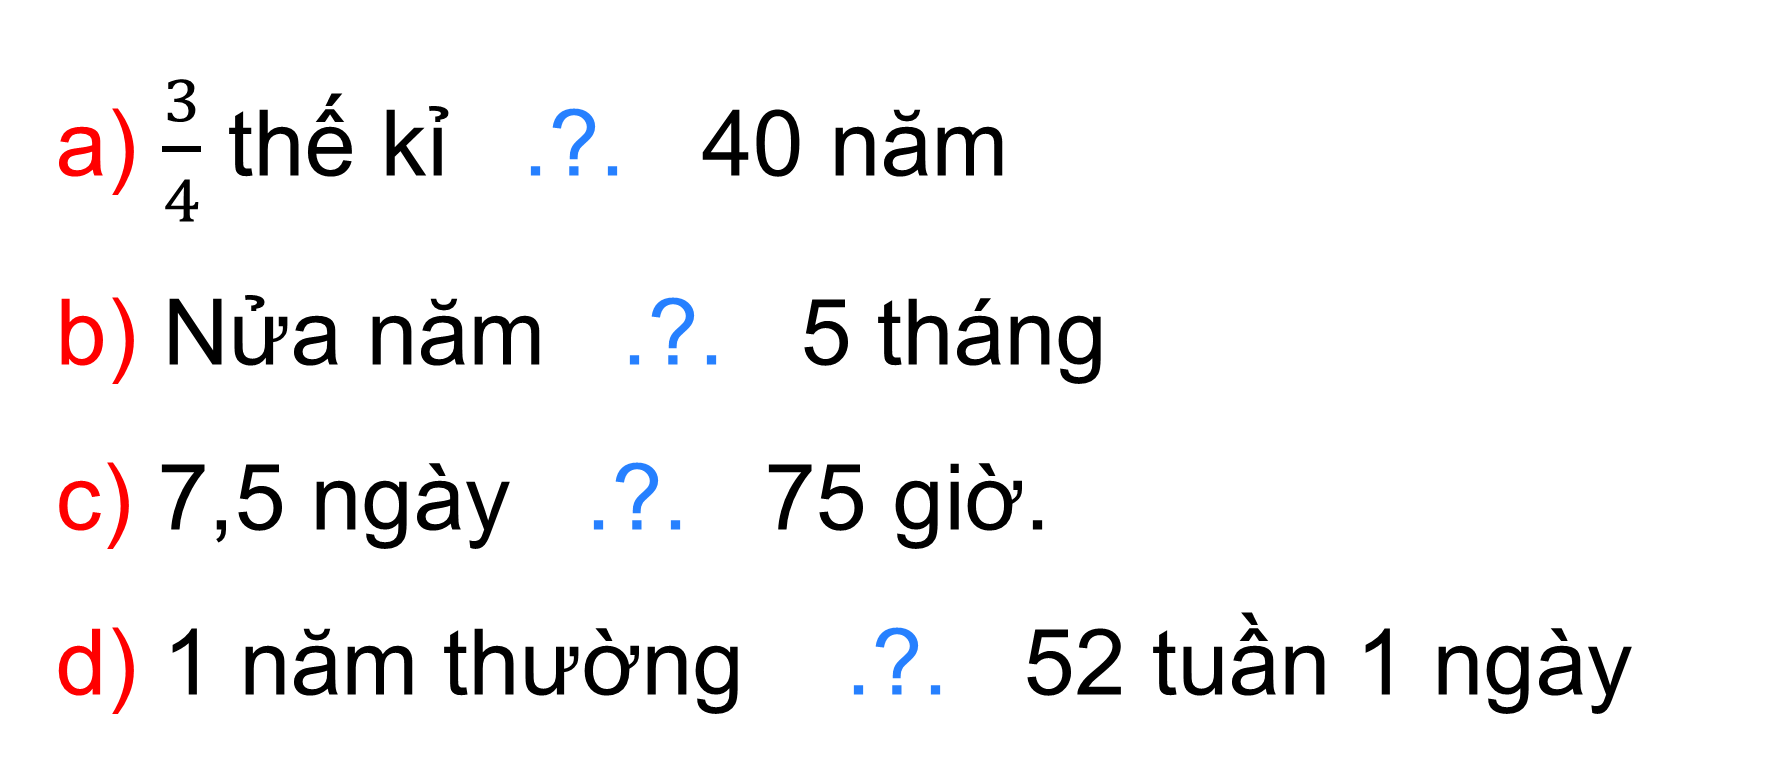 a) 3/4 thế kỉ .?. 40 năm
b) Nửa năm .?. 5 tháng
c) 7,5 ngày .?. 75 giờ.
d) 1 năm thường .?. 52 tuần 1 ngày